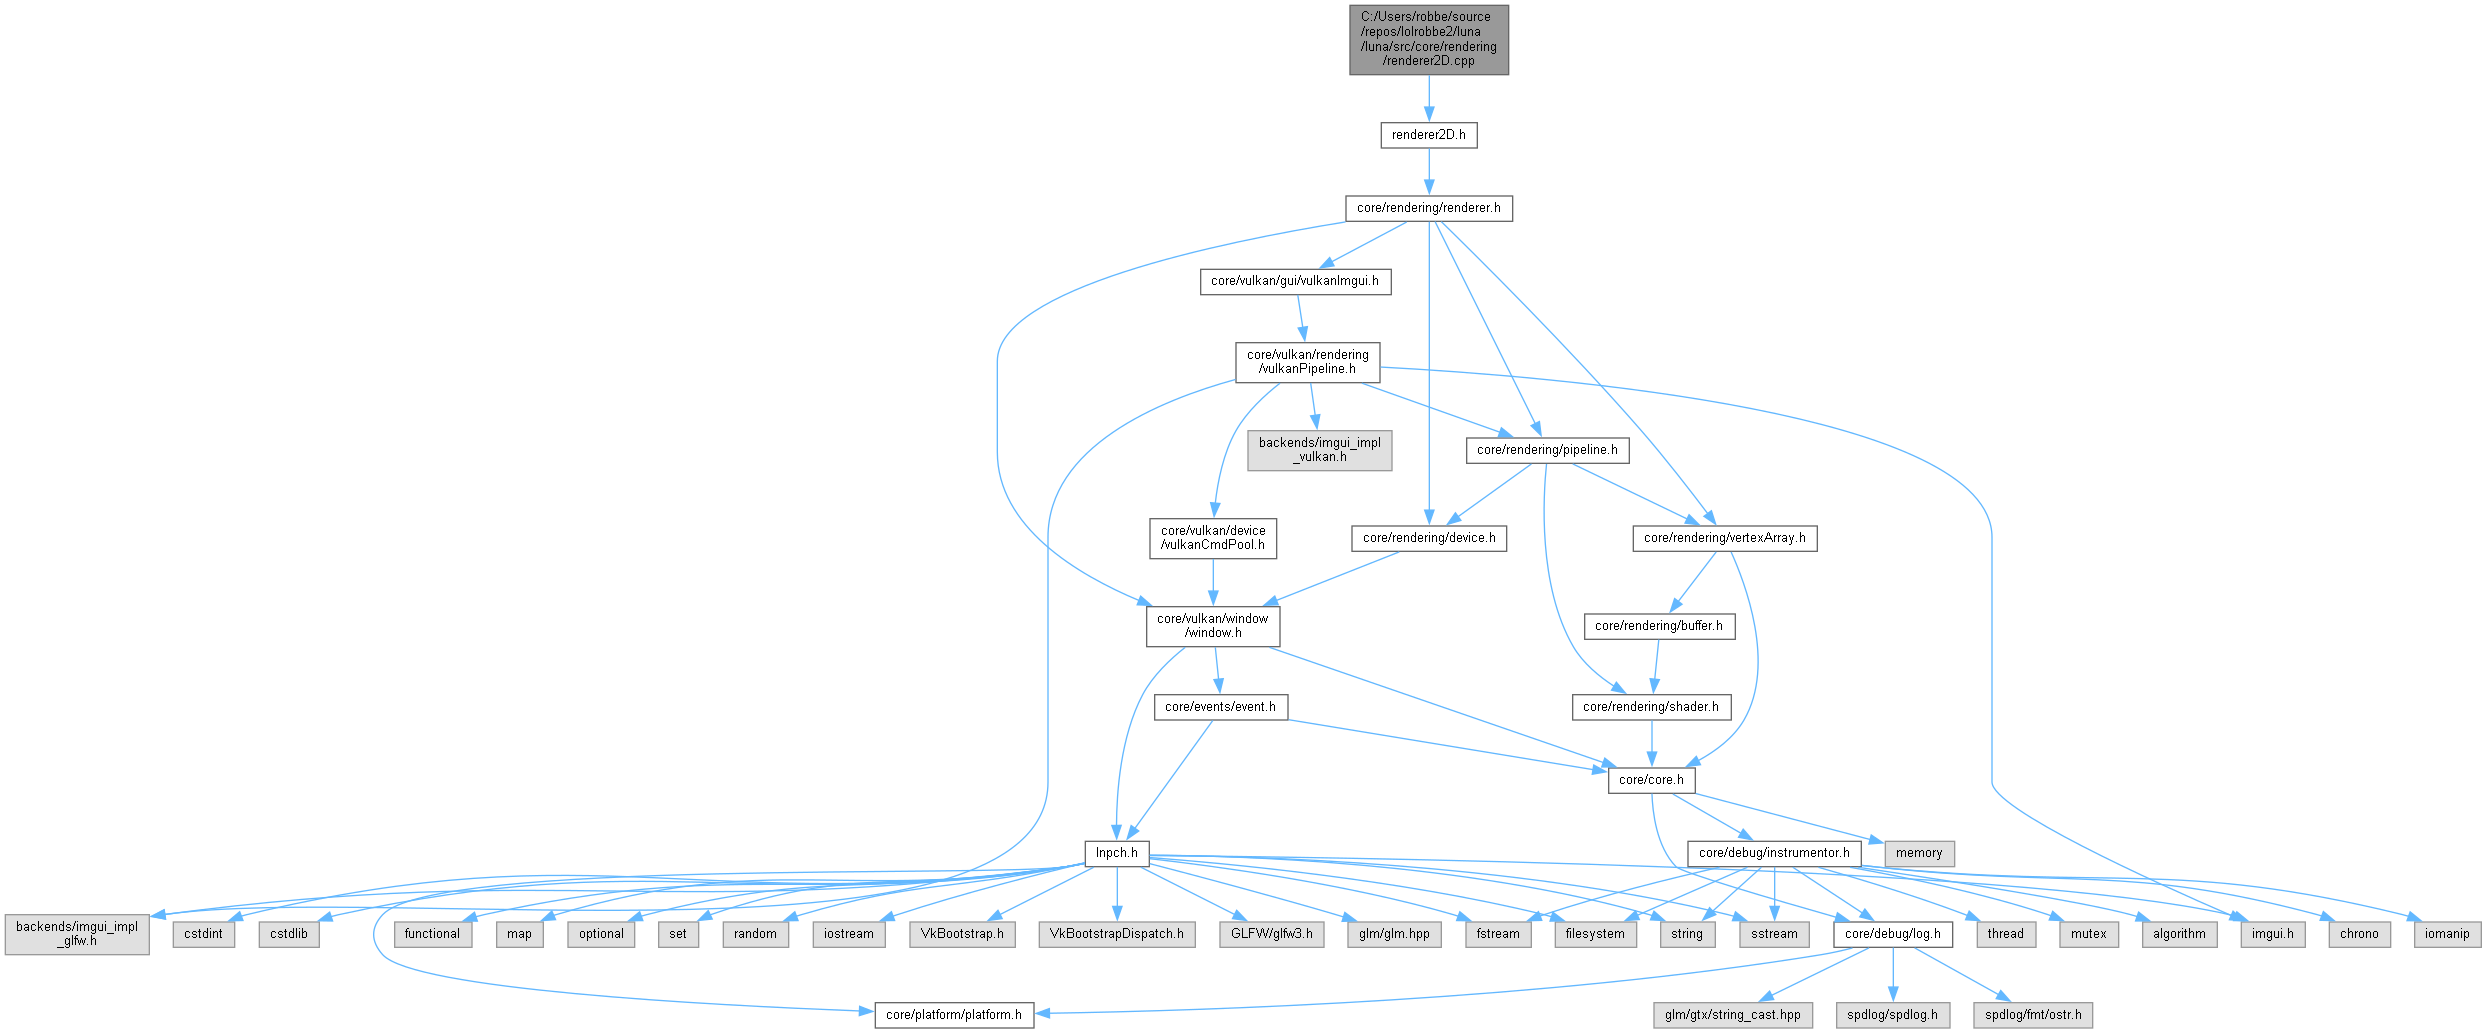 C:/Users/robbe/source
/repos/lolrobbe2/luna
/luna/src/core/rendering
/renderer2D.cpp
renderer2D.h
core/rendering/renderer.h
core/vulkan/gui/vulkanImgui.h
core/vulkan/rendering
/vulkanPipeline.h
backends/imgui_impl
_vulkan.h
core/rendering/pipeline.h
core/vulkan/device
/vulkanCmdPool.h
core/rendering/device.h
core/rendering/vertexArray.h
core/vulkan/window
/window.h
core/rendering/buffer.h
core/events/event.h
core/rendering/shader.h
core/core.h
lnpch.h
core/debug/instrumentor.h
memory
backends/imgui_impl
_glfw.h
cstdint
cstdlib
functional
map
optional
set
random
iostream
VkBootstrap.h
VkBootstrapDispatch.h
GLFW/glfw3.h
glm/glm.hpp
fstream
filesystem
string
sstream
core/debug/log.h
thread
mutex
algorithm
imgui.h
chrono
iomanip
core/platform/platform.h
glm/gtx/string_cast.hpp
spdlog/spdlog.h
spdlog/fmt/ostr.h